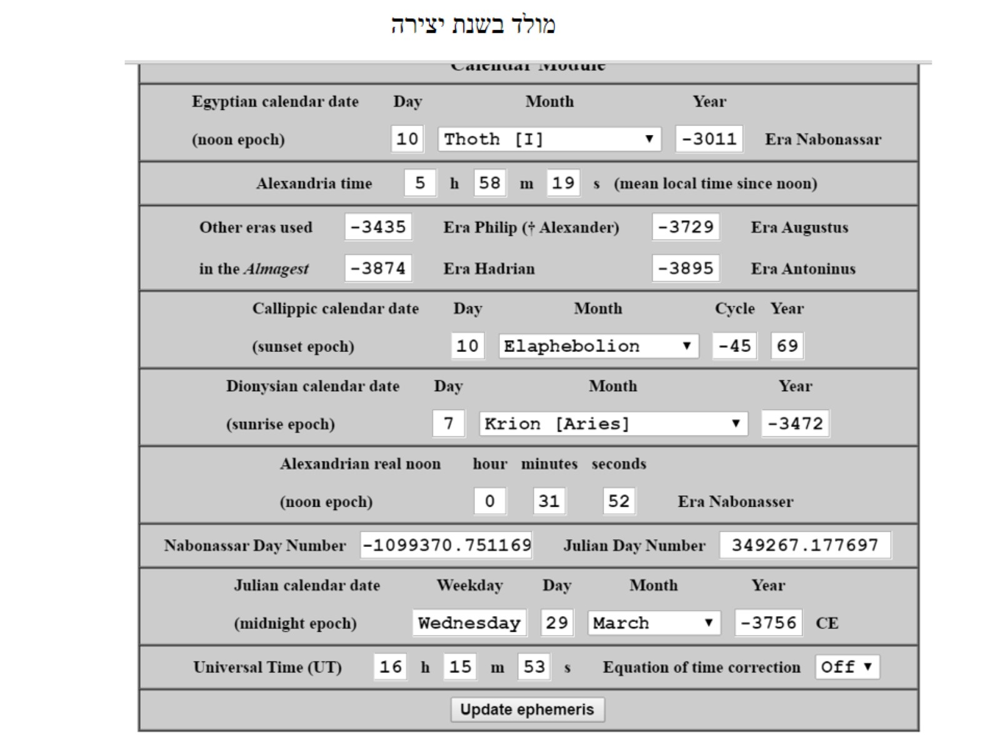 מולד בשנת יצירה
Calendar Module
Egyptian calendar date Day Month Year
(noon epoch) 10 Thoth [I] -3011 Era Nabonassar
Alexandria time 5 h 58 m 19 s (mean local time since noon)
Other eras used -3435 Era Philip († Alexander) -3729 Era Augustus
in the Almagest -3874 Era Hadrian -3895 Era Antoninus
Callippic calendar date Day Month Cycle Year
(sunset epoch) 10 Elaphebolion -45 69
Dionysian calendar date Day Month Year
(sunrise epoch) 7 Krion [Aries] -3472
Alexandrian real noon hour minutes seconds
(noon epoch) 0 31 52 Era Nabonasser
Nabonassar Day Number -1099370.751169 Julian Day Number 349267.177697
Julian calendar date Weekday Day Month Year
(midnight epoch) Wednesday 29 March -3756 CE
Universal Time (UT) 16 h 15 m 53 s Equation of time correction Off
Update ephemeris